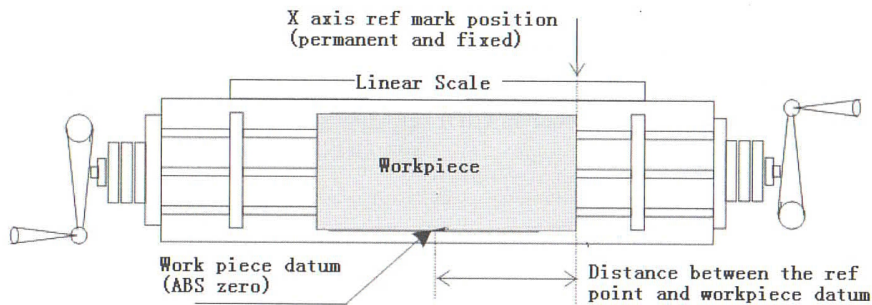 X axis ref mark position
(permanent and fixed)
Linear Scale
Workpiece
Work piece datum
(ABS zero)
Distance between the ref
point and workpiece datum